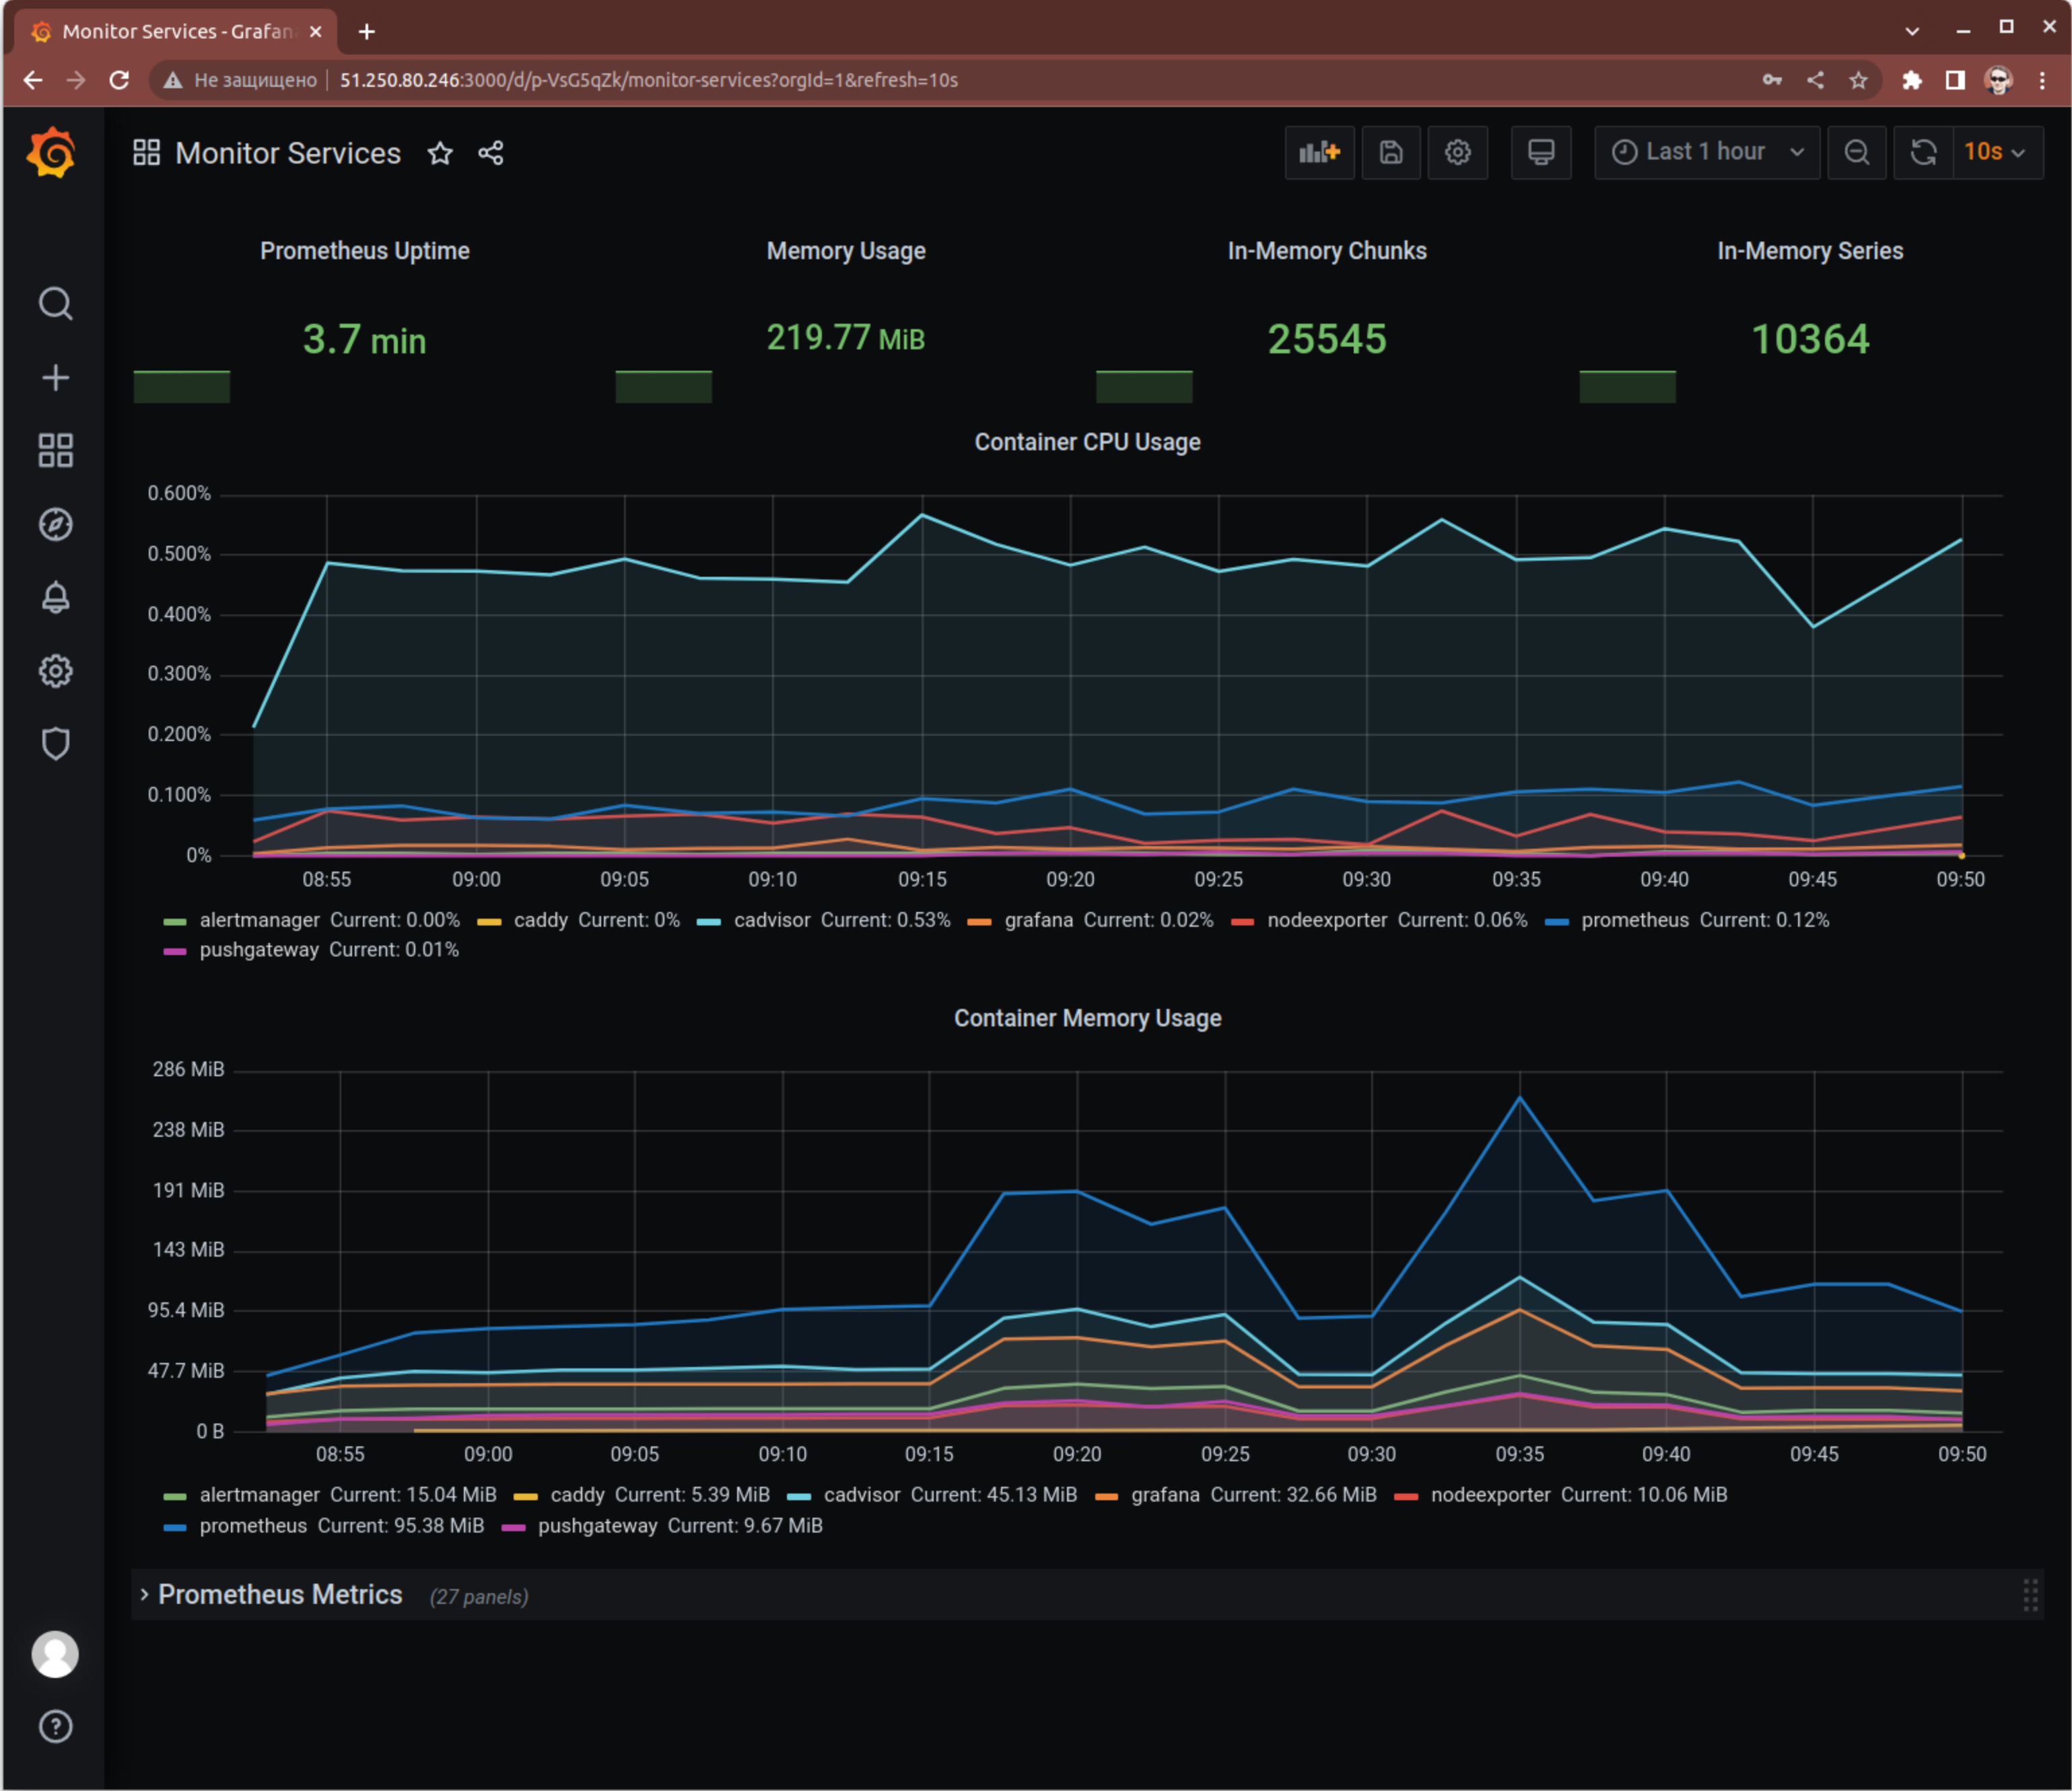 Monitor Services - Grafan
Не защищено 51.250.80.246:3000/d/p-VsG5qZk/monitor-services?orgId=1&refresh=10s
Monitor Services Last 1 hour 10s
Prometheus Uptime Memory Usage In-Memory Chunks In-Memory Series
3.7 min 219.77 MiB 25545 10364
Container CPU Usage
0.600%
0.500%
0.400%
0.300%
0.200%
0.100%
0%
08:55 09:00 09:05 09:10 09:15 09:20 09:25 09:30 09:35 09:40 09:45 09:50
alertmanager Current: 0.00% caddy Current: 0% cadvisor Current: 0.53% grafana Current: 0.02% nodeexporter Current: 0.06% prometheus Current: 0.12%
pushgateway Current: 0.01%
Container Memory Usage
286 MiB
238 MiB
191 MiB
143 MiB
95.4 MiB
47.7 MiB
0 B
08:55 09:00 09:05 09:10 09:15 09:20 09:25 09:30 09:35 09:40 09:45 09:50
alertmanager Current: 15.04 MiB caddy Current: 5.39 MiB cadvisor Current: 45.13 MiB grafana Current: 32.66 MiB nodeexporter Current: 10.06 MiB
prometheus Current: 95.38 MiB pushgateway Current: 9.67 MiB
Prometheus Metrics (27 panels)